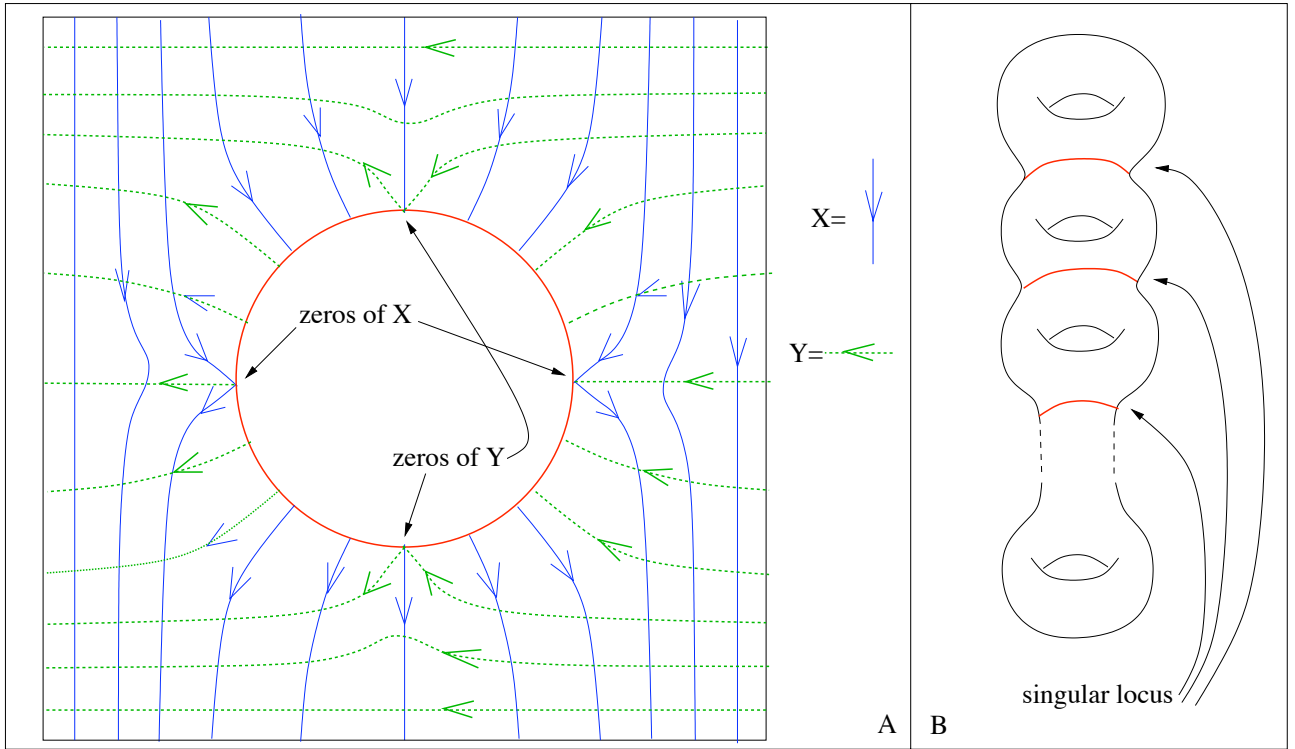 X=
zeros of X
Y=
zeros of Y
singular locus
A
B